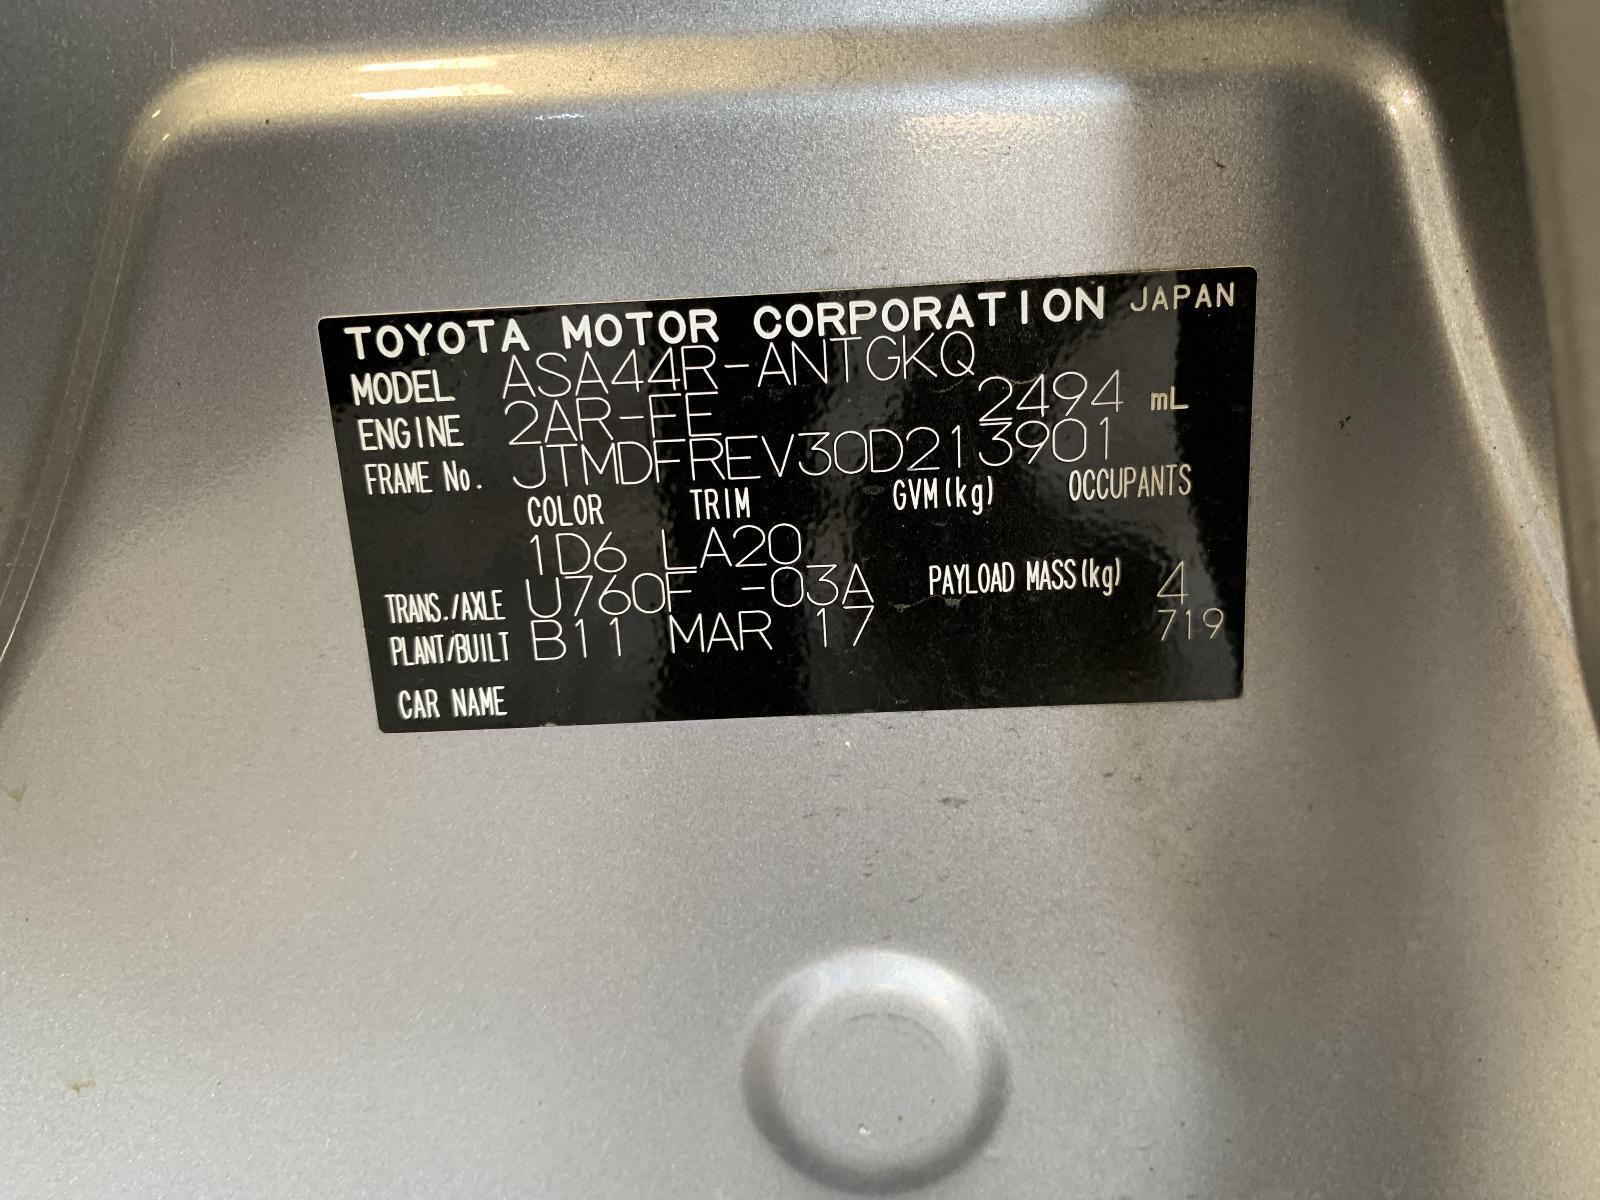 TOYOTA MOTOR CORPORATION JAPAN
MODEL ASA44R-ANTGKQ
ENGINE 2AR-FE 2494 mL
FRAME No. JTMDFREV30D213901
COLOR TRIM GVM(kg) OCCUPANTS
1D6 LA20
TRANS./AXLE U760F -03A PAYLOAD MASS(kg) 4
PLANT/BUILT B11 MAR 17 719
CAR NAME